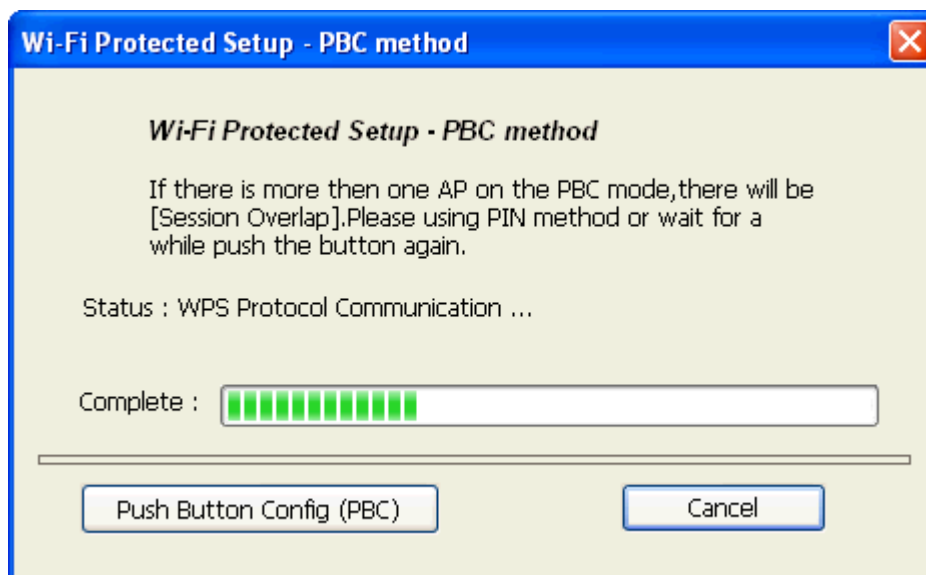 Wi-Fi Protected Setup - PBC method
Wi-Fi Protected Setup - PBC method
If there is more then one AP on the PBC mode,there will be
[Session Overlap].Please using PIN method or wait for a
while push the button again.
Status : WPS Protocol Communication ...
Complete :
Push Button Config (PBC)
Cancel